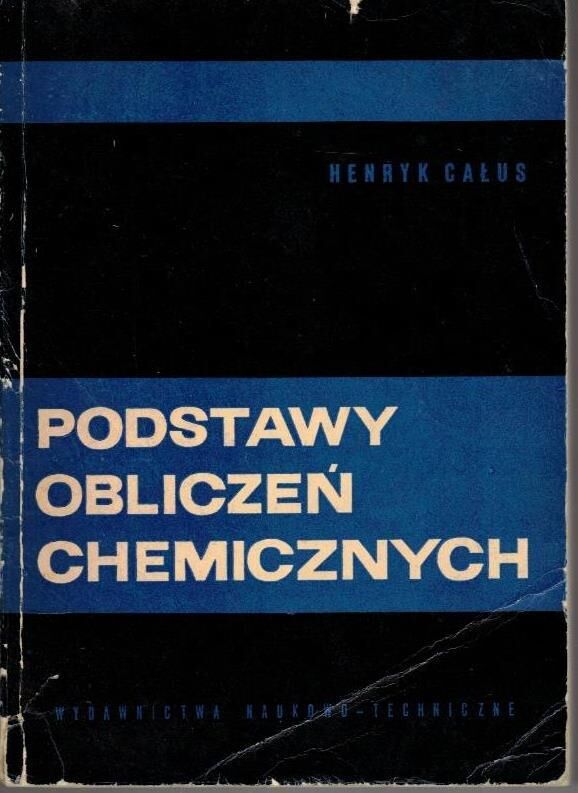 HENRYK CAŁUS
PODSTAWY
OBLICZEŃ
CHEMICZNYCH
WYDAWNICTWA NAUKOWO-TECHNICZNE